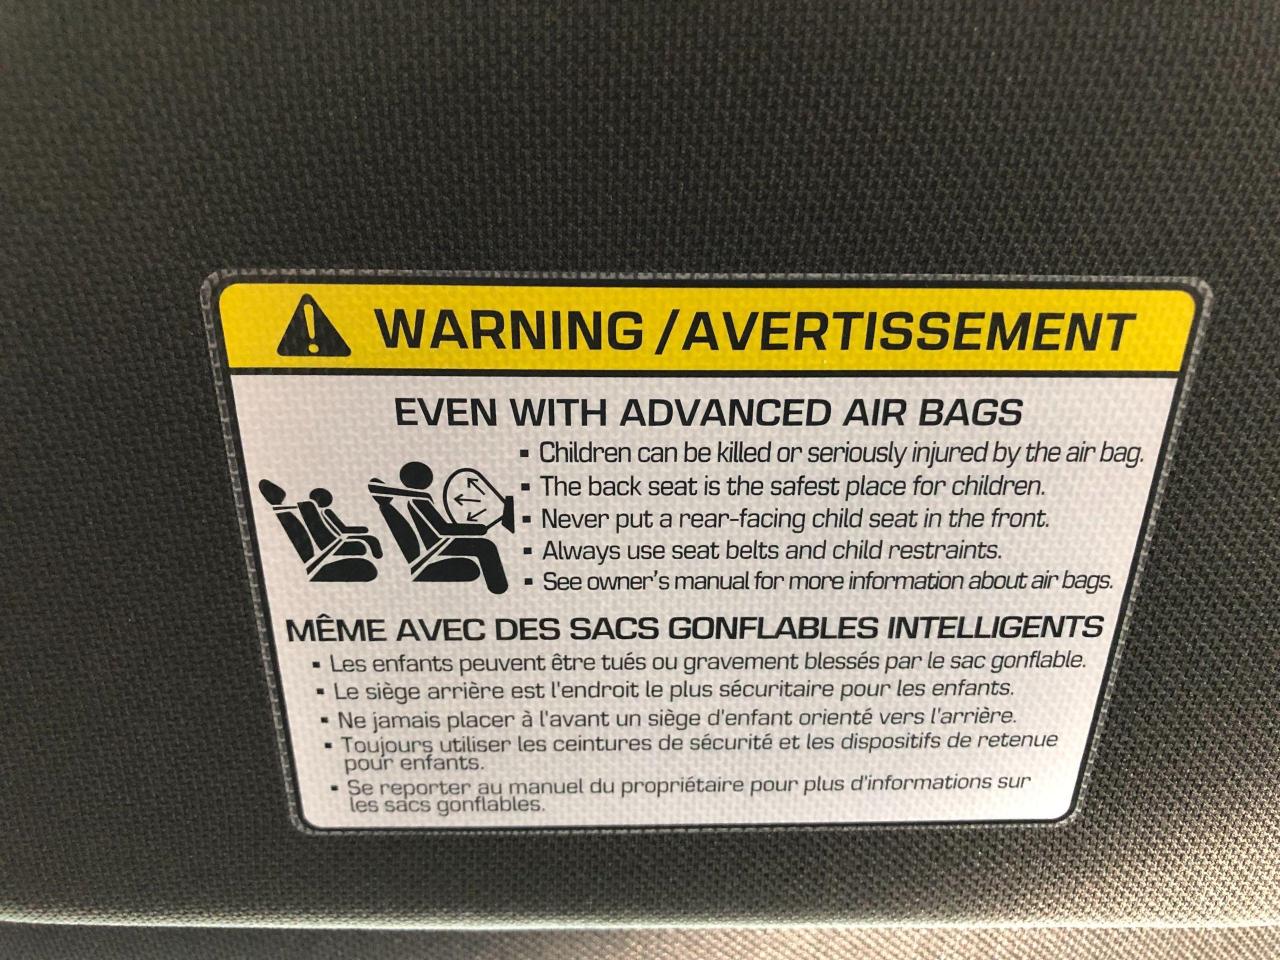 WARNING/AVERTISSEMENT
EVEN WITH ADVANCED AIR BAGS
▪ Children can be killed or seriously injured by the air bag.
▪ The back seat is the safest place for children.
▪ Never put a rear-facing child seat in the front.
▪ Always use seat belts and child restraints.
▪ See owner's manual for more information about air bags.
MÊME AVEC DES SACS GONFLABLES INTELLIGENTS
▪ Les enfants peuvent être tués ou gravement blessés par le sac gonflable.
▪ Le siège arrière est l'endroit le plus sécuritaire pour les enfants.
▪ Ne jamais placer à l'avant un siège d'enfant orienté vers l'arrière.
▪ Toujours utiliser les ceintures de sécurité et les dispositifs de retenue
pour enfants.
▪ Se reporter au manuel du propriétaire pour plus d'informations sur
les sacs gonflables.